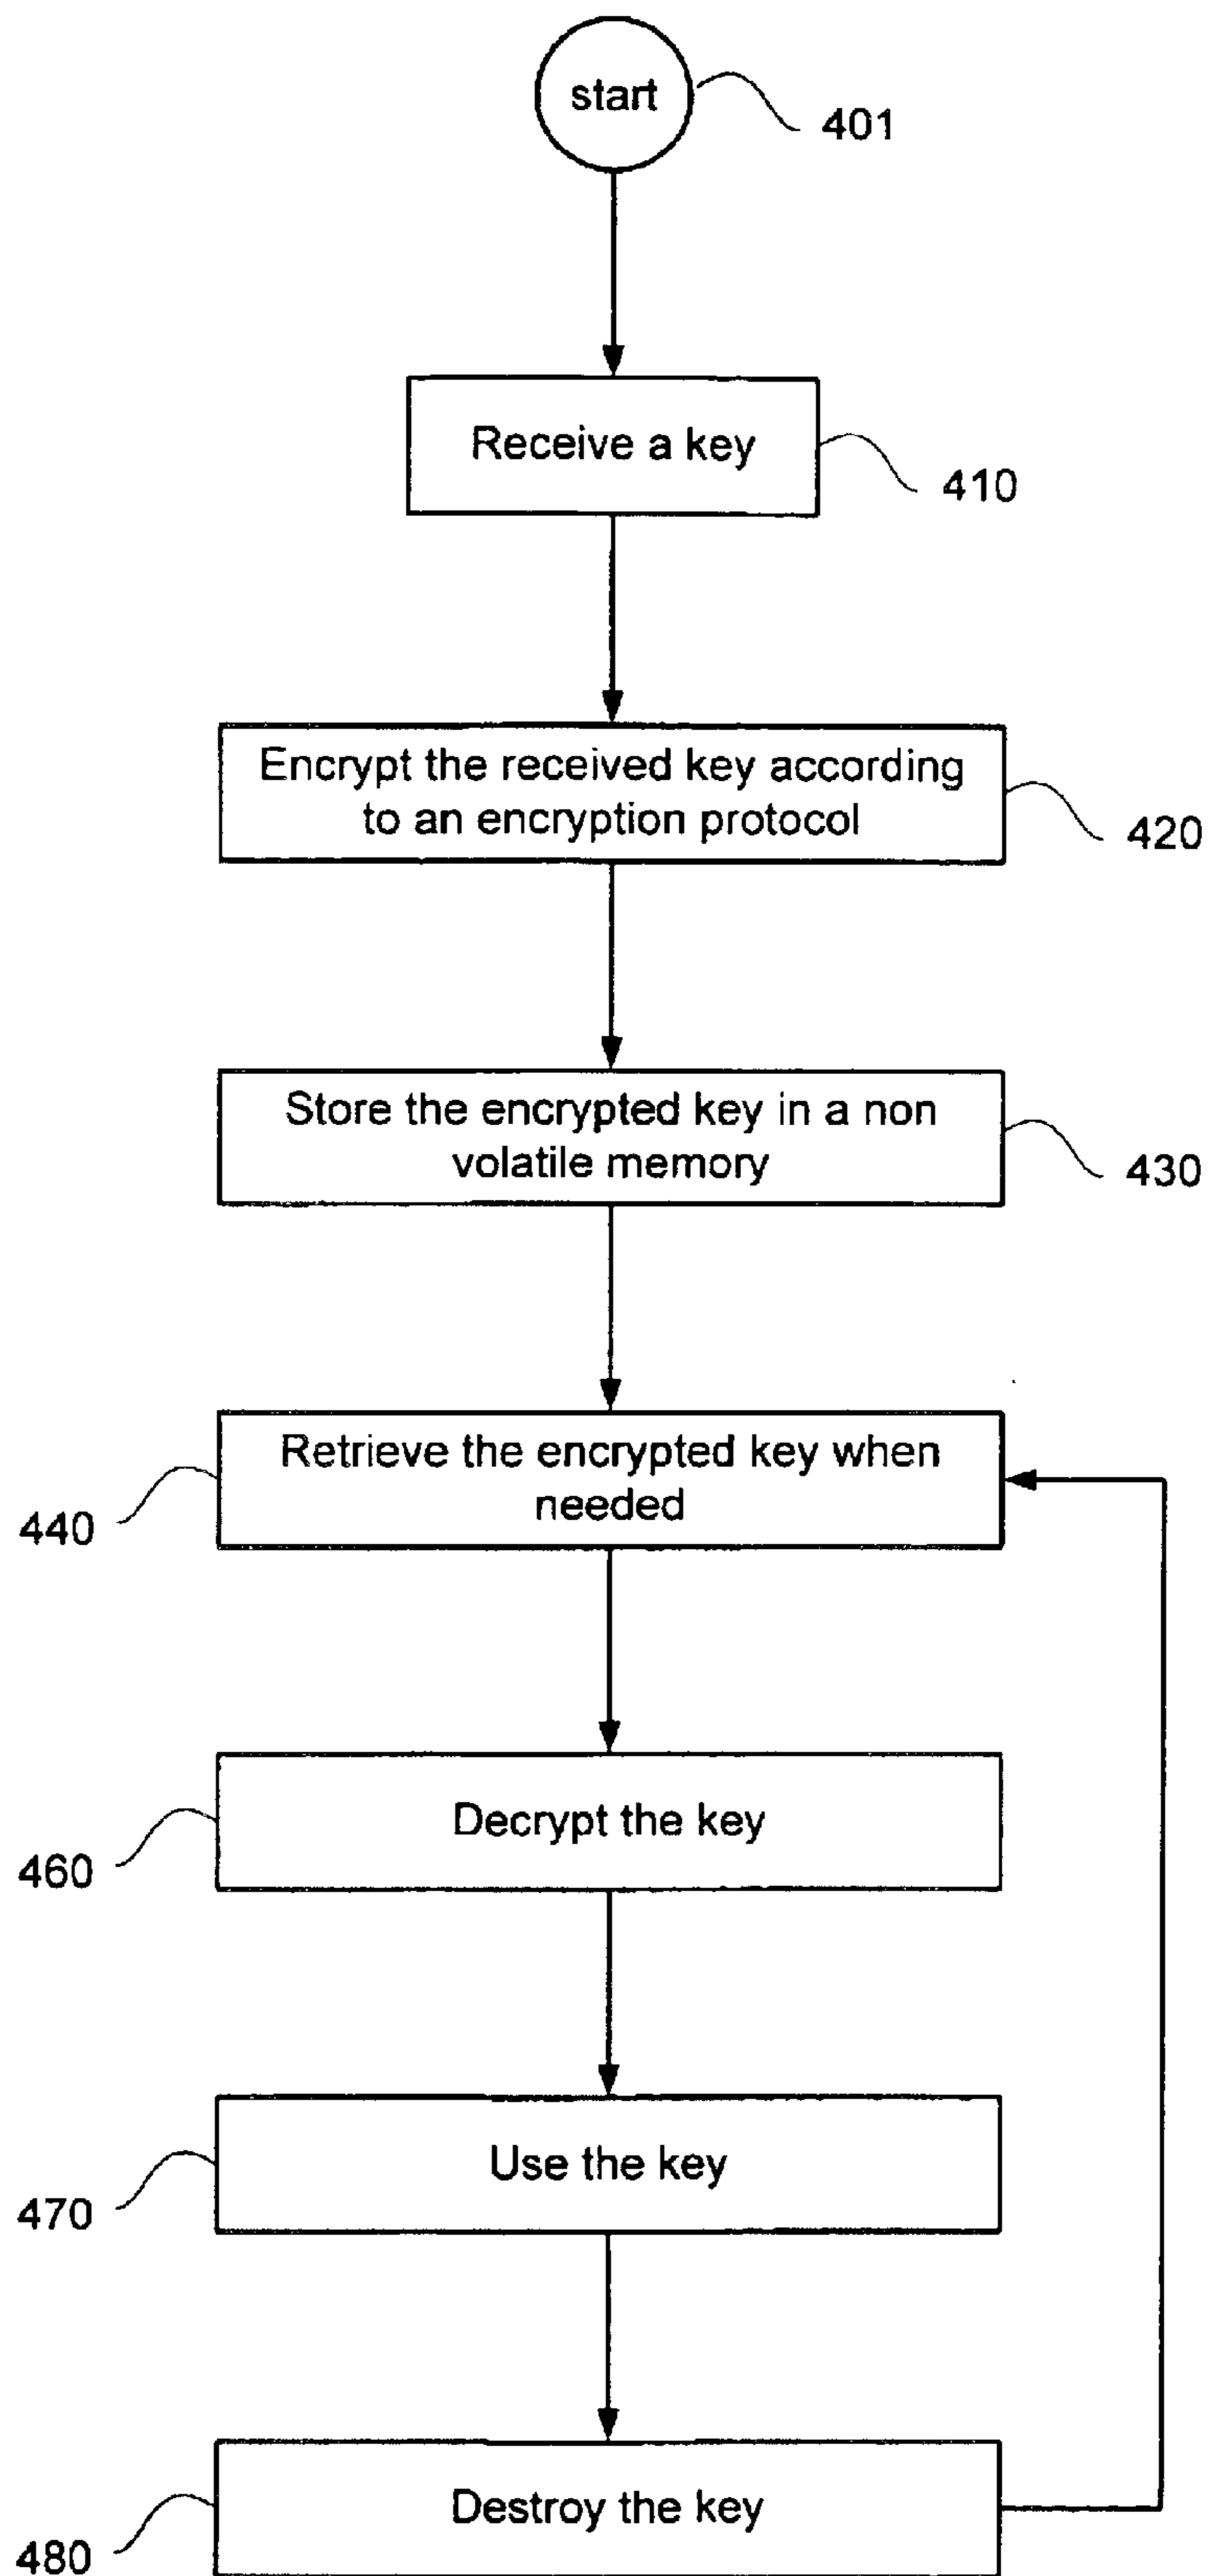 start
401
Receive a key
410
Encrypt the received key according
to an encryption protocol
420
Store the encrypted key in a non
volatile memory
430
Retrieve the encrypted key when
needed
440
Decrypt the key
460
Use the key
470
Destroy the key
480